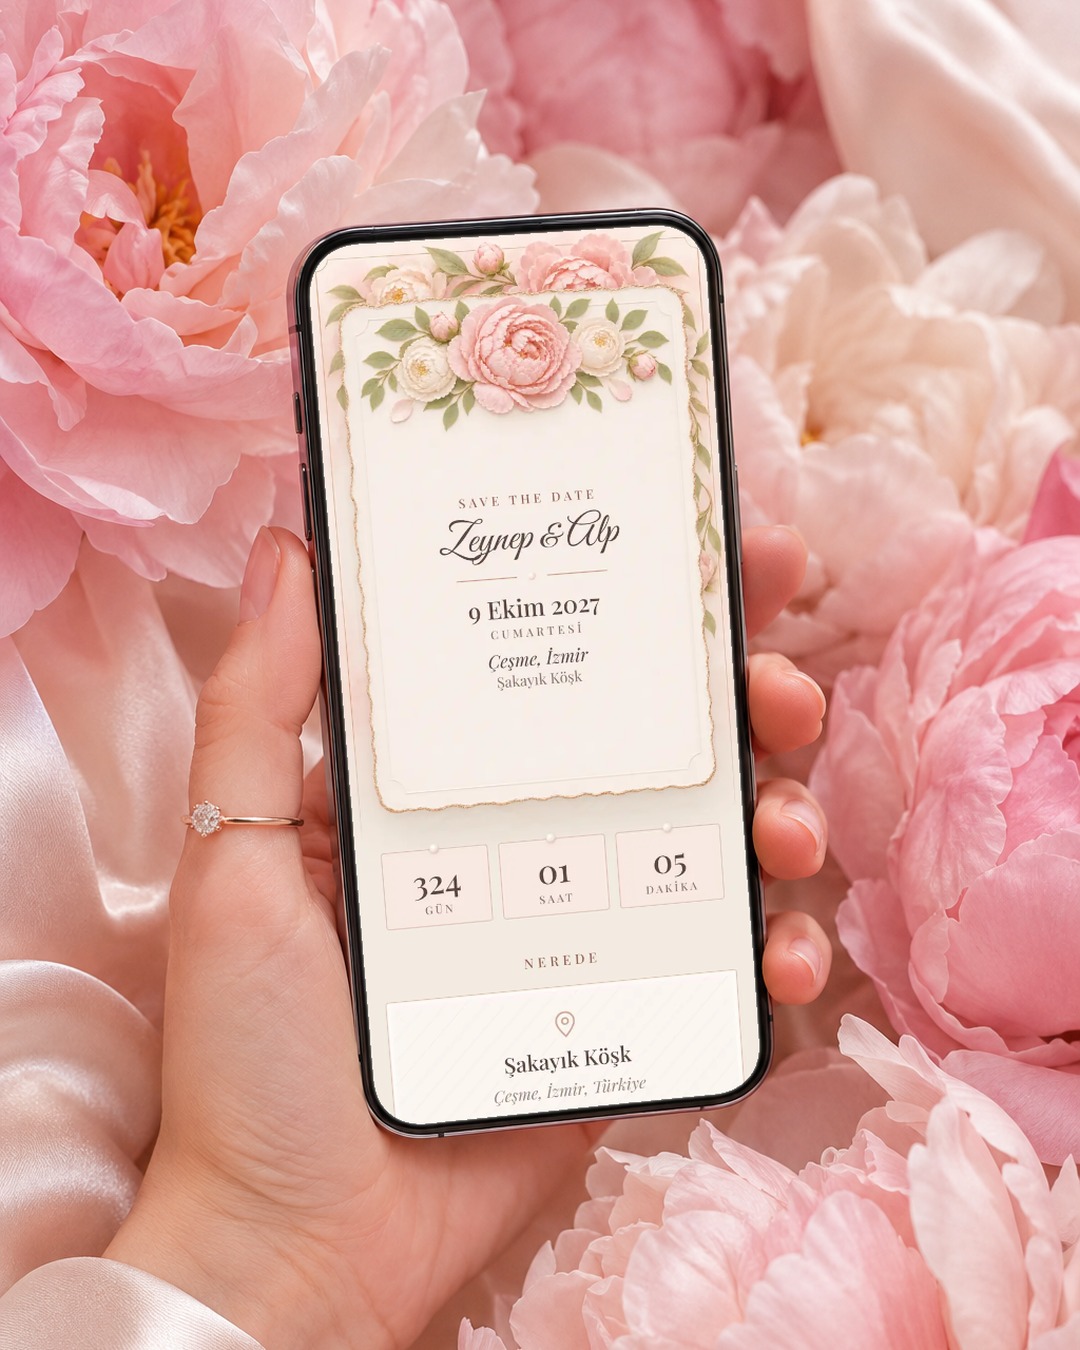 SAVE THE DATE
Zeynep & Alp
9 Ekim 2027
CUMARTESİ
Çeşme, İzmir
Şakayık Köşk
324 01 05
GÜN SAAT DAKİKA
NEREDE
Şakayık Köşk
Çeşme, İzmir, Türkiye